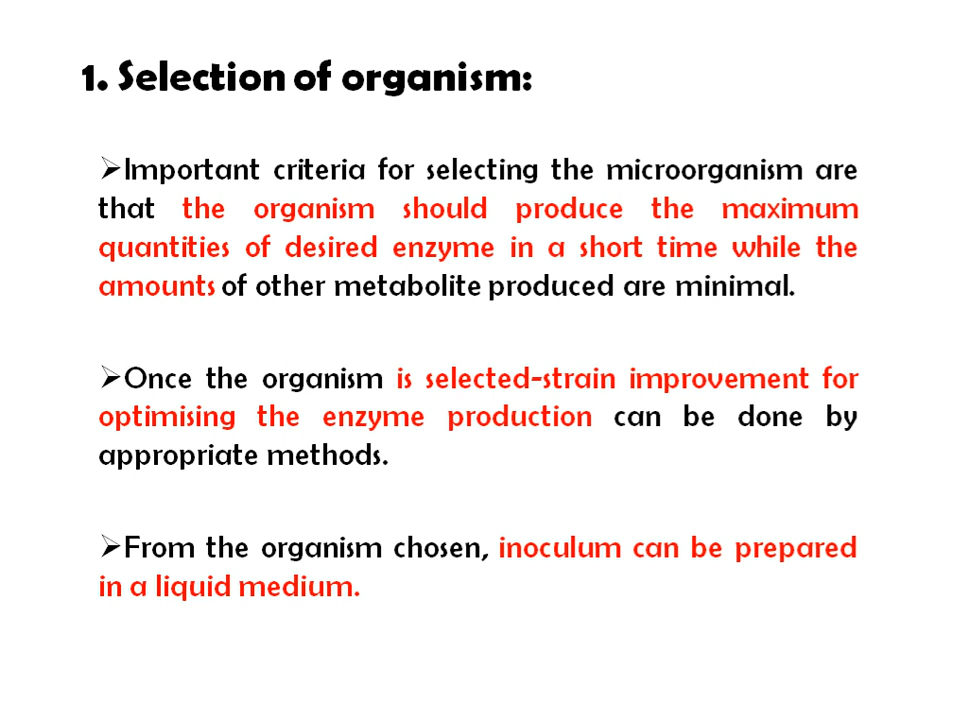 1. Selection of organism:
➢Important criteria for selecting the microorganism are
that the organism should produce the maximum
quantities of desired enzyme in a short time while the
amounts of other metabolite produced are minimal.
➢Once the organism is selected-strain improvement for
optimising the enzyme production can be done by
appropriate methods.
➢From the organism chosen, inoculum can be prepared
in a liquid medium.